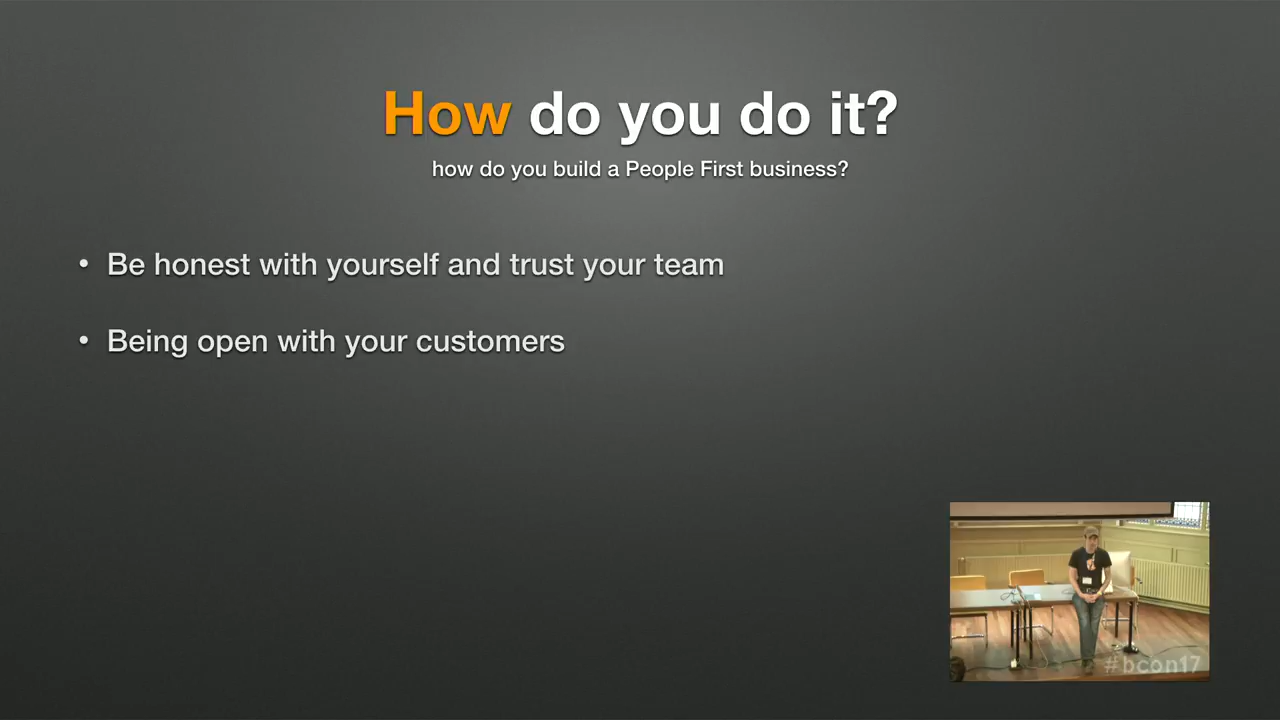 How do you do it?
how do you build a People First business?
• Be honest with yourself and trust your team
• Being open with your customers
#bcon17